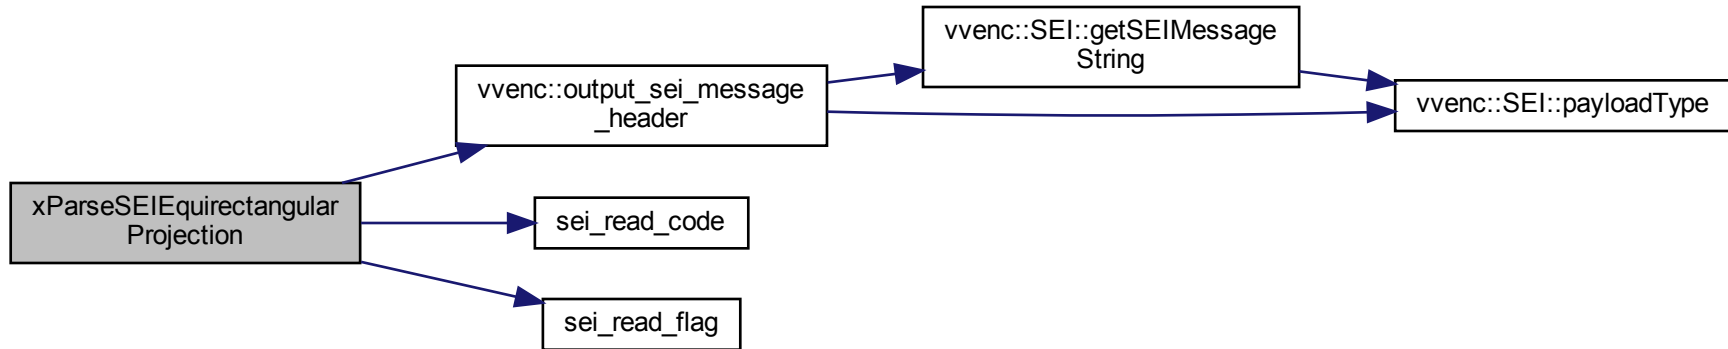 vvenc::SEI::getSEIMessage
String
vvenc::output_sei_message
_header
vvenc::SEI::payloadType
xParseSEIEquirectangular
Projection
sei_read_code
sei_read_flag